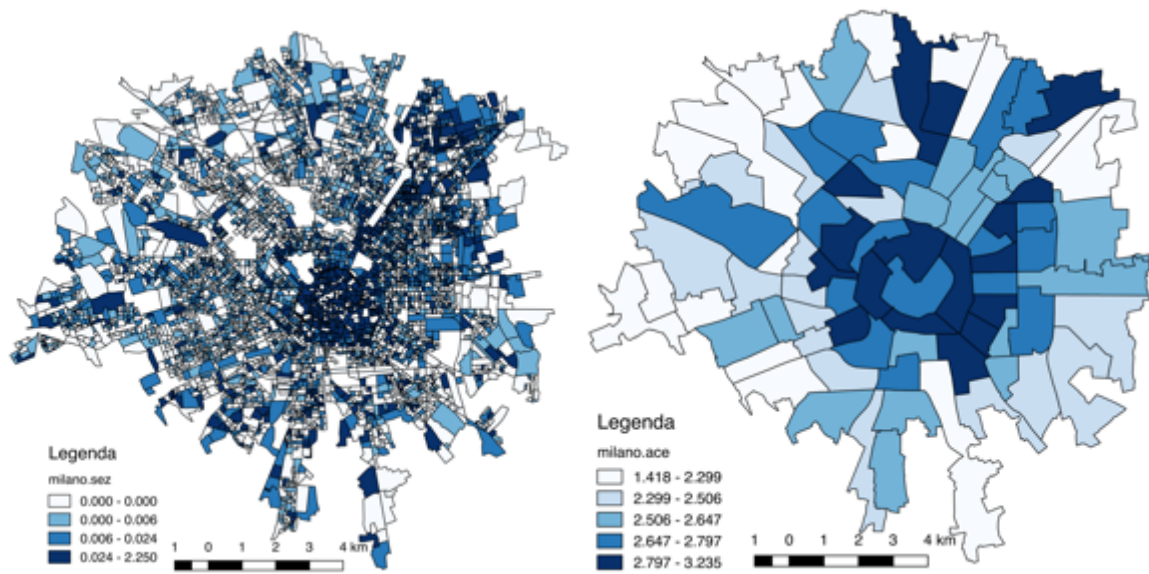 Legenda
milano.sez
0.000 - 0.000
0.000 - 0.006
0.006 - 0.024
0.024 - 2.250
1 0 1 2 3 4 km
Legenda
milano.ace
1.418 - 2.299
2.299 - 2.506
2.506 - 2.647
2.647 - 2.797
2.797 - 3.235
1 0 1 2 3 4 km